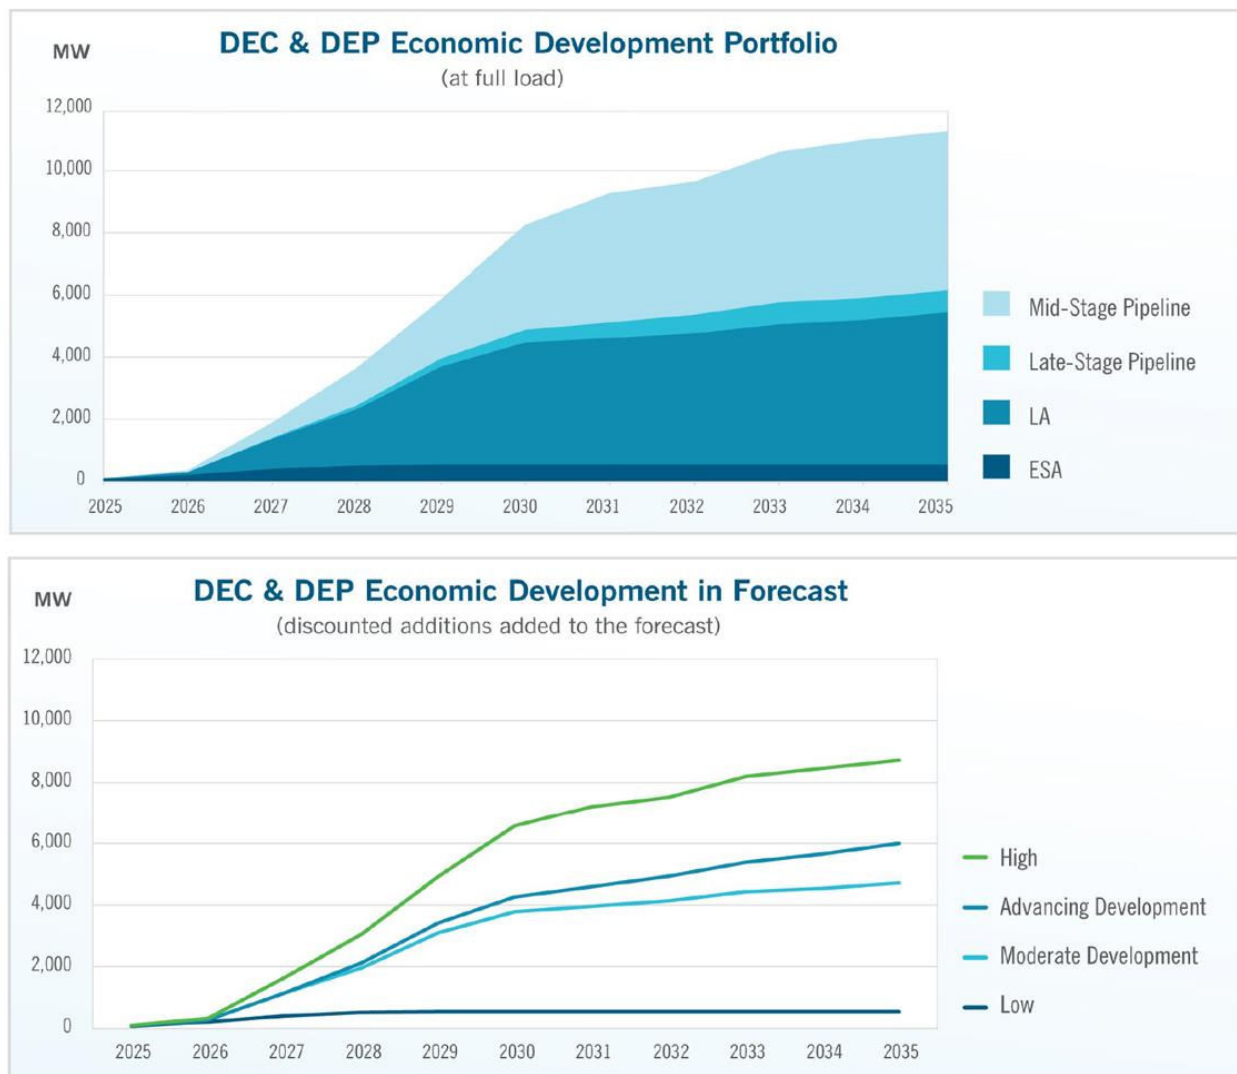 DEC & DEP Economic Development Portfolio
MW
(at full load)
12,000
10,000
8,000
6,000
4,000
2,000
0
2025 2026 2027 2028 2029 2030 2031 2032 2033 2034 2035
Mid-Stage Pipeline
Late-Stage Pipeline
LA
ESA
DEC & DEP Economic Development in Forecast
MW
(discounted additions added to the forecast)
12,000
10,000
8,000
6,000
4,000
2,000
0
2025 2026 2027 2028 2029 2030 2031 2032 2033 2034 2035
High
Advancing Development
Moderate Development
Low